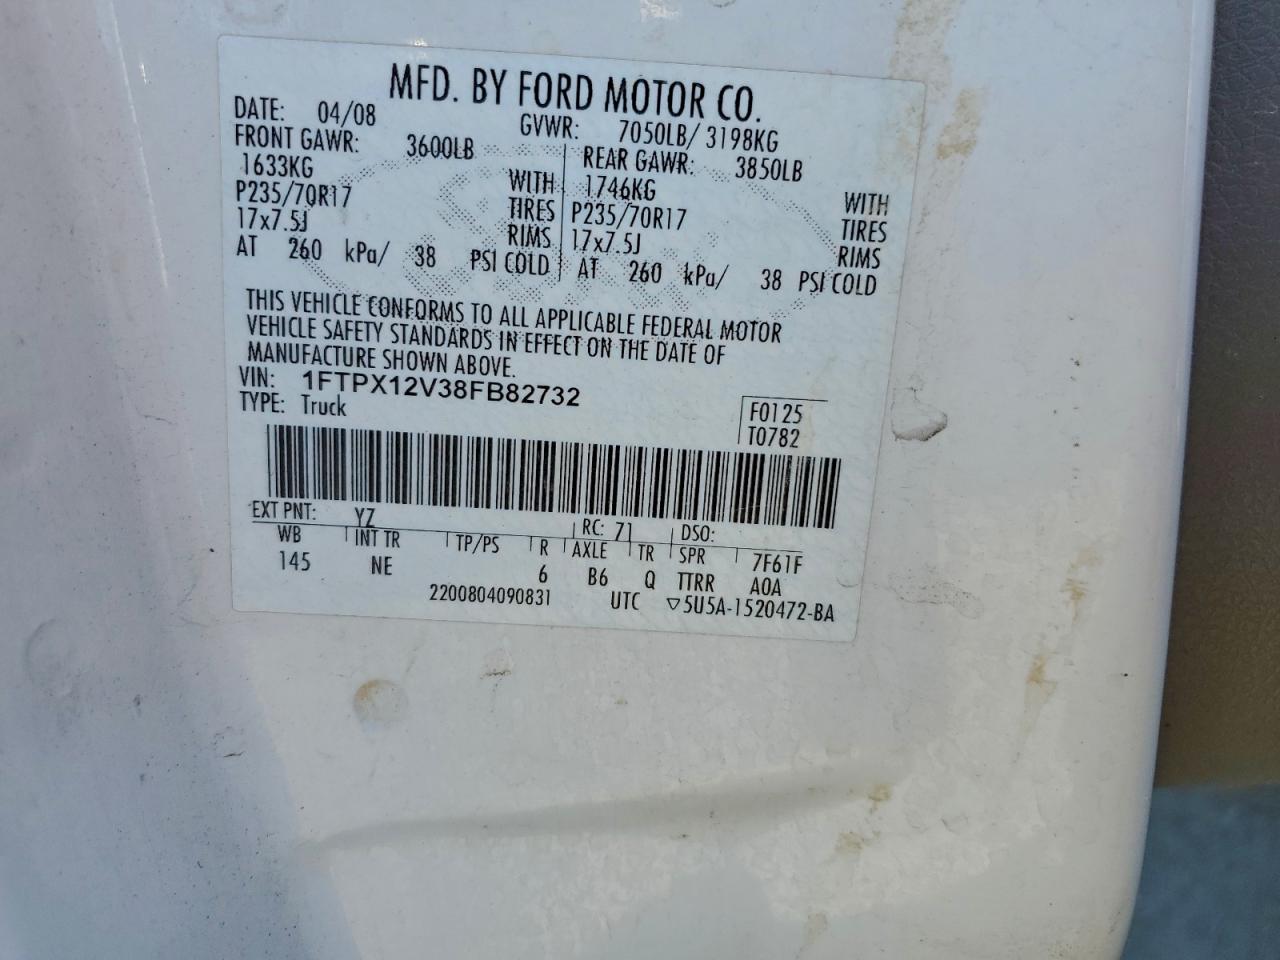 MFD. BY FORD MOTOR CO.
DATE: 04/08 GVWR: 7050LB/ 3198KG
FRONT GAWR: 3600LB REAR GAWR: 3850LB
1633KG WITH 1746KG WITH
P235/70R17 TIRES P235/70R17 TIRES
17x7.5J RIMS 17x7.5J RIMS
AT 260 kPa/ 38 PSI COLD AT 260 kPa/ 38 PSI COLD
THIS VEHICLE CONFORMS TO ALL APPLICABLE FEDERAL MOTOR
VEHICLE SAFETY STANDARDS IN EFFECT ON THE DATE OF
MANUFACTURE SHOWN ABOVE.
VIN: 1FTPX12V38FB82732 F0125
TYPE: Truck T0782
EXT PNT: YZ RC: 71 DSO:
WB INT TR TP/PS R AXLE TR SPR 7F61F
145 NE 6 B6 Q TTRR A0A
2200804090831 UTC ▽5U5A-1520472-BA